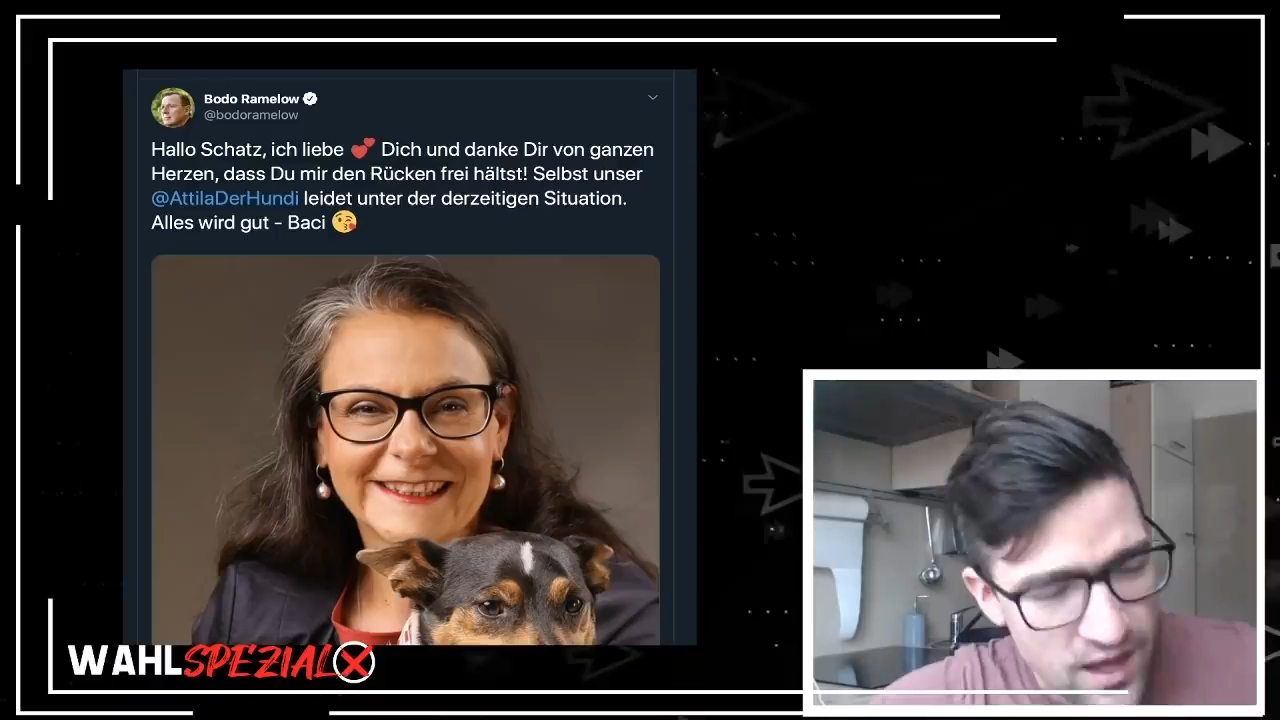 Bodo Ramelow
@bodoramelow
Hallo Schatz, ich liebe 💕 Dich und danke Dir von ganzen
Herzen, dass Du mir den Rücken frei hältst! Selbst unser
@AttilaDerHundi leidet unter der derzeitigen Situation.
Alles wird gut - Baci 😘
WAHLSPEZIAL